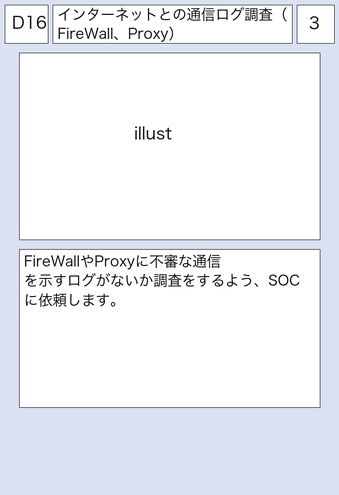 D16
インターネットとの通信ログ調査（
FireWall、Proxy）
3
illust
FireWallやProxyに不審な通信
を示すログがないか調査をするよう、SOC
に依頼します。